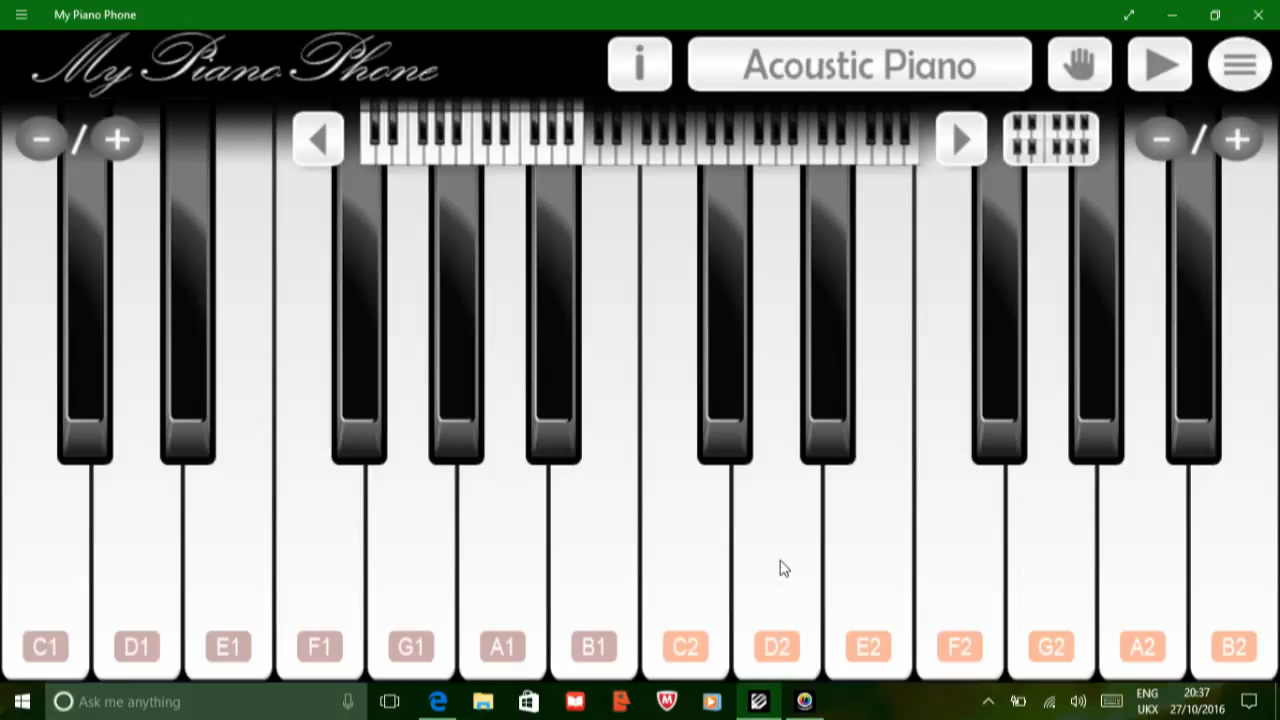 My Piano Phone
My Piano Phone
i
Acoustic Piano
- / +
- / +
C1 D1 E1 F1 G1 A1 B1 C2 D2 E2 F2 G2 A2 B2
Ask me anything
ENG
UKX
20:37
27/10/2016